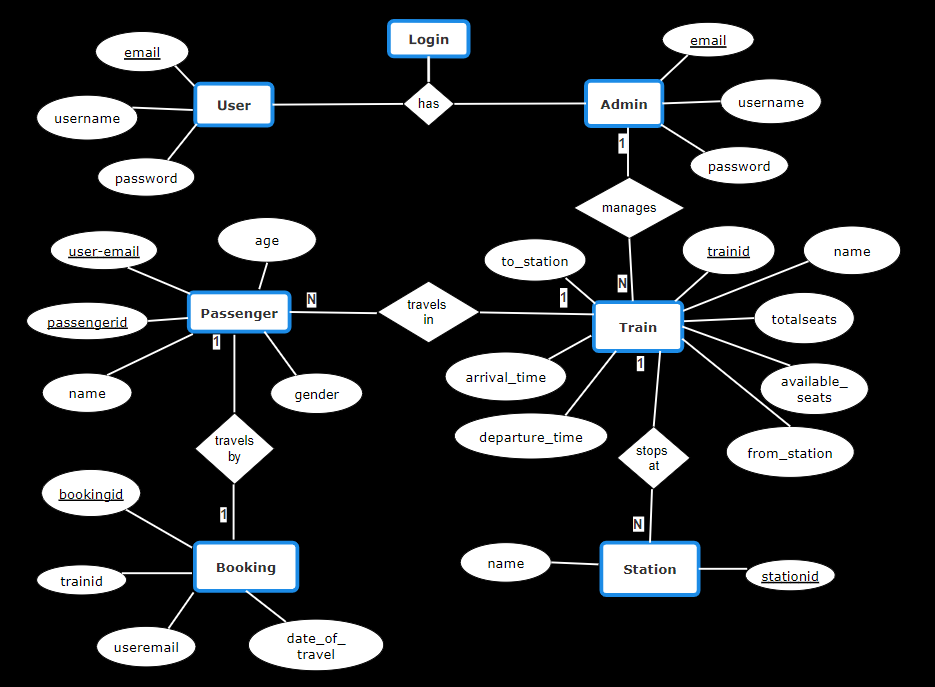 Login
email
email
User
has
Admin
username
username
password
password
1
manages
user-email
age
to_station
trainid
name
N
1
N
travels
in
Passenger
passengerid
Train
totalseats
1
1
name
gender
arrival_time
available_
seats
departure_time
from_station
travels
by
stops
at
bookingid
1
N
name
Booking
Station
stationid
trainid
useremail
date_of_
travel